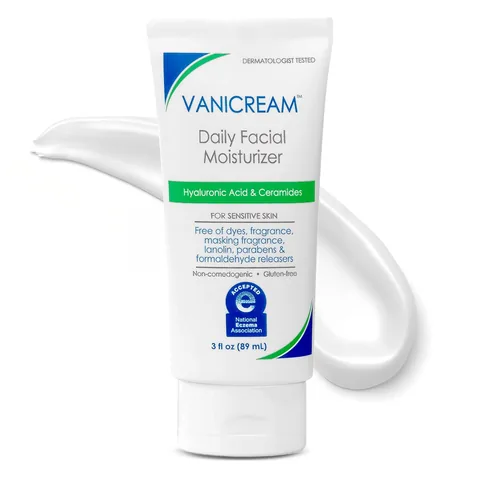 DERMATOLOGIST TESTED
VANICREAM™
Daily Facial
Moisturizer
Hyaluronic Acid & Ceramides
FOR SENSITIVE SKIN
Free of dyes, fragrance,
masking fragrance,
lanolin, parabens &
formaldehyde releasers
Non-comedogenic • Gluten-free
ACCEPTED
National
Eczema
Association
3 fl oz (89 mL)